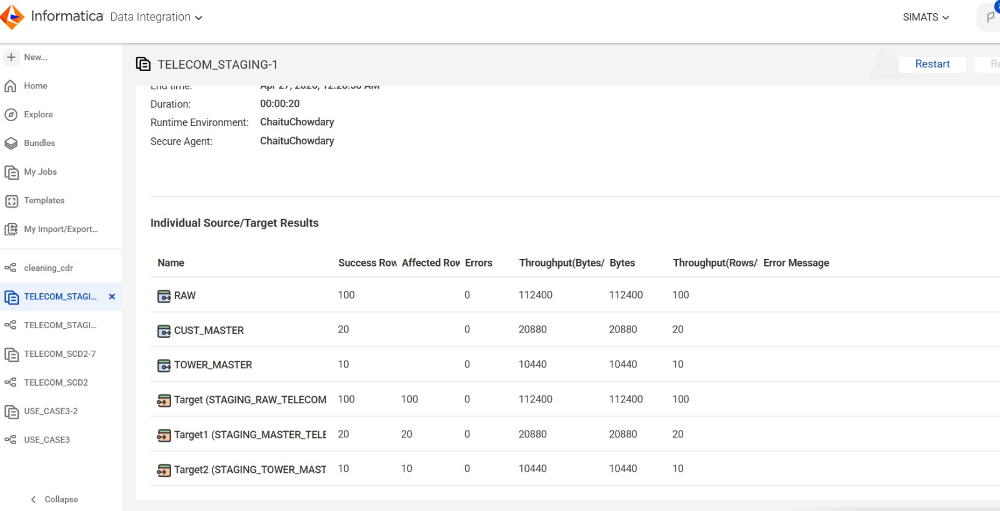 Informatica Data Integration
SIMATS
New...
Home
Explore
Bundles
My Jobs
Templates
My Import/Export...
cleaning_cdr
TELECOM_STAGI...
TELECOM_STAGI...
TELECOM_SCD2-7
TELECOM_SCD2
USE_CASE3-2
USE_CASE3
Collapse
TELECOM_STAGING-1
Restart
Re
End time:
Duration: 00:00:20
Runtime Environment: ChaituChowdary
Secure Agent: ChaituChowdary
Individual Source/Target Results
Name Success Row Affected Row Errors Throughput(Bytes/ Bytes Throughput(Rows/ Error Message
RAW 100 0 112400 112400 100
CUST_MASTER 20 0 20880 20880 20
TOWER_MASTER 10 0 10440 10440 10
Target (STAGING_RAW_TELECOM 100 100 0 112400 112400 100
Target1 (STAGING_MASTER_TELE 20 20 0 20880 20880 20
Target2 (STAGING_TOWER_MAST 10 10 0 10440 10440 10